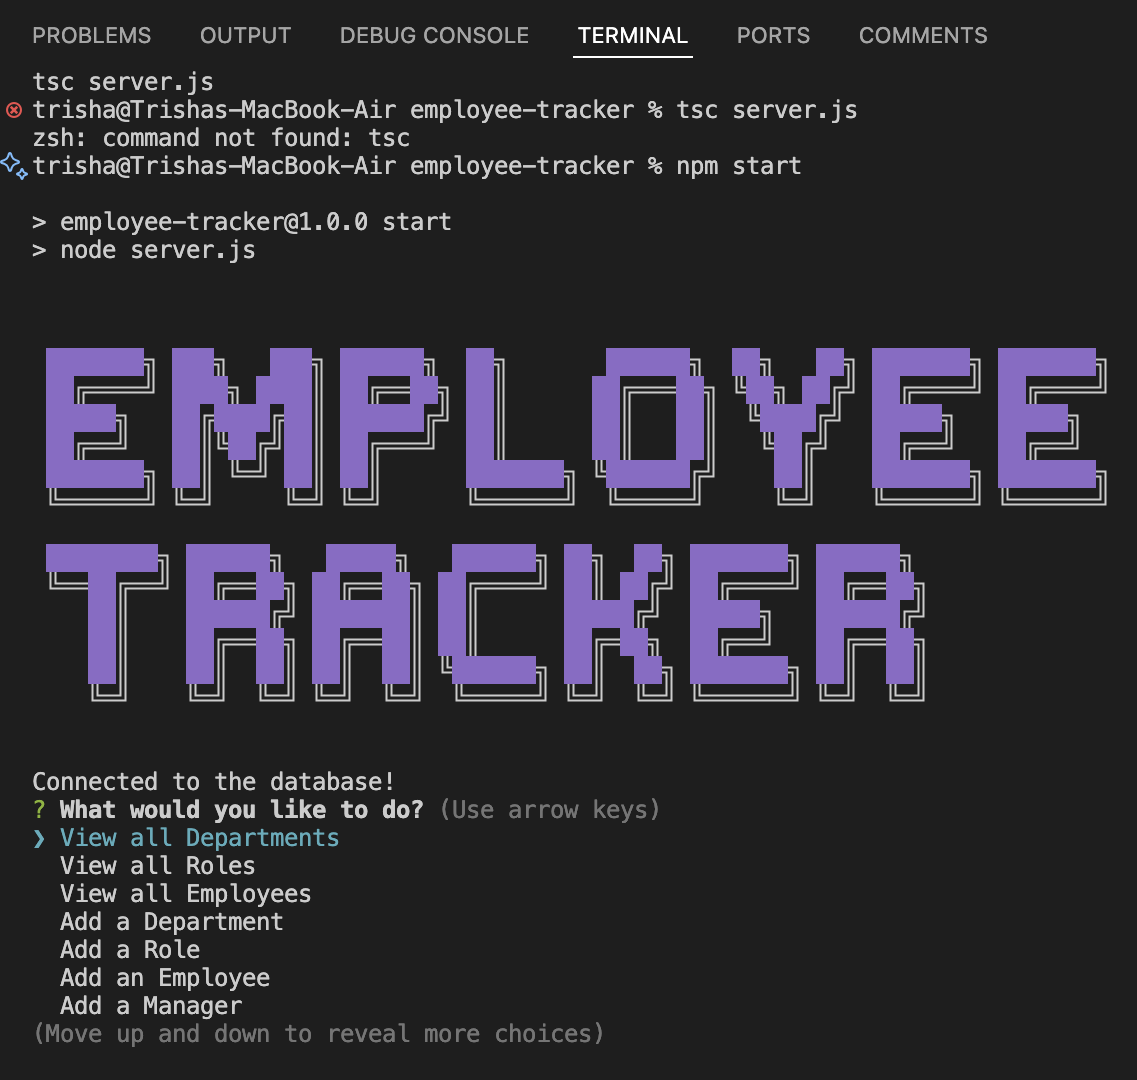 PROBLEMS OUTPUT DEBUG CONSOLE TERMINAL PORTS COMMENTS
tsc server.js
trisha@Trishas-MacBook-Air employee-tracker % tsc server.js
zsh: command not found: tsc
trisha@Trishas-MacBook-Air employee-tracker % npm start
> employee-tracker@1.0.0 start
> node server.js
EMPLOYEE
TRACKER
Connected to the database!
? What would you like to do? (Use arrow keys)
❯ View all Departments
View all Roles
View all Employees
Add a Department
Add a Role
Add an Employee
Add a Manager
(Move up and down to reveal more choices)